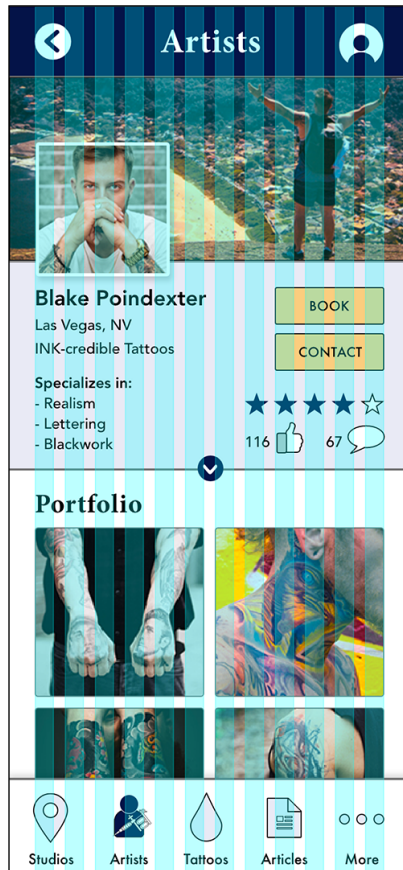 Artists
Blake Poindexter
Las Vegas, NV
INK-credible Tattoos
BOOK
CONTACT
Specializes in:
- Realism
- Lettering
- Blackwork
116
67
Portfolio
Studios
Artists
Tattoos
Articles
More